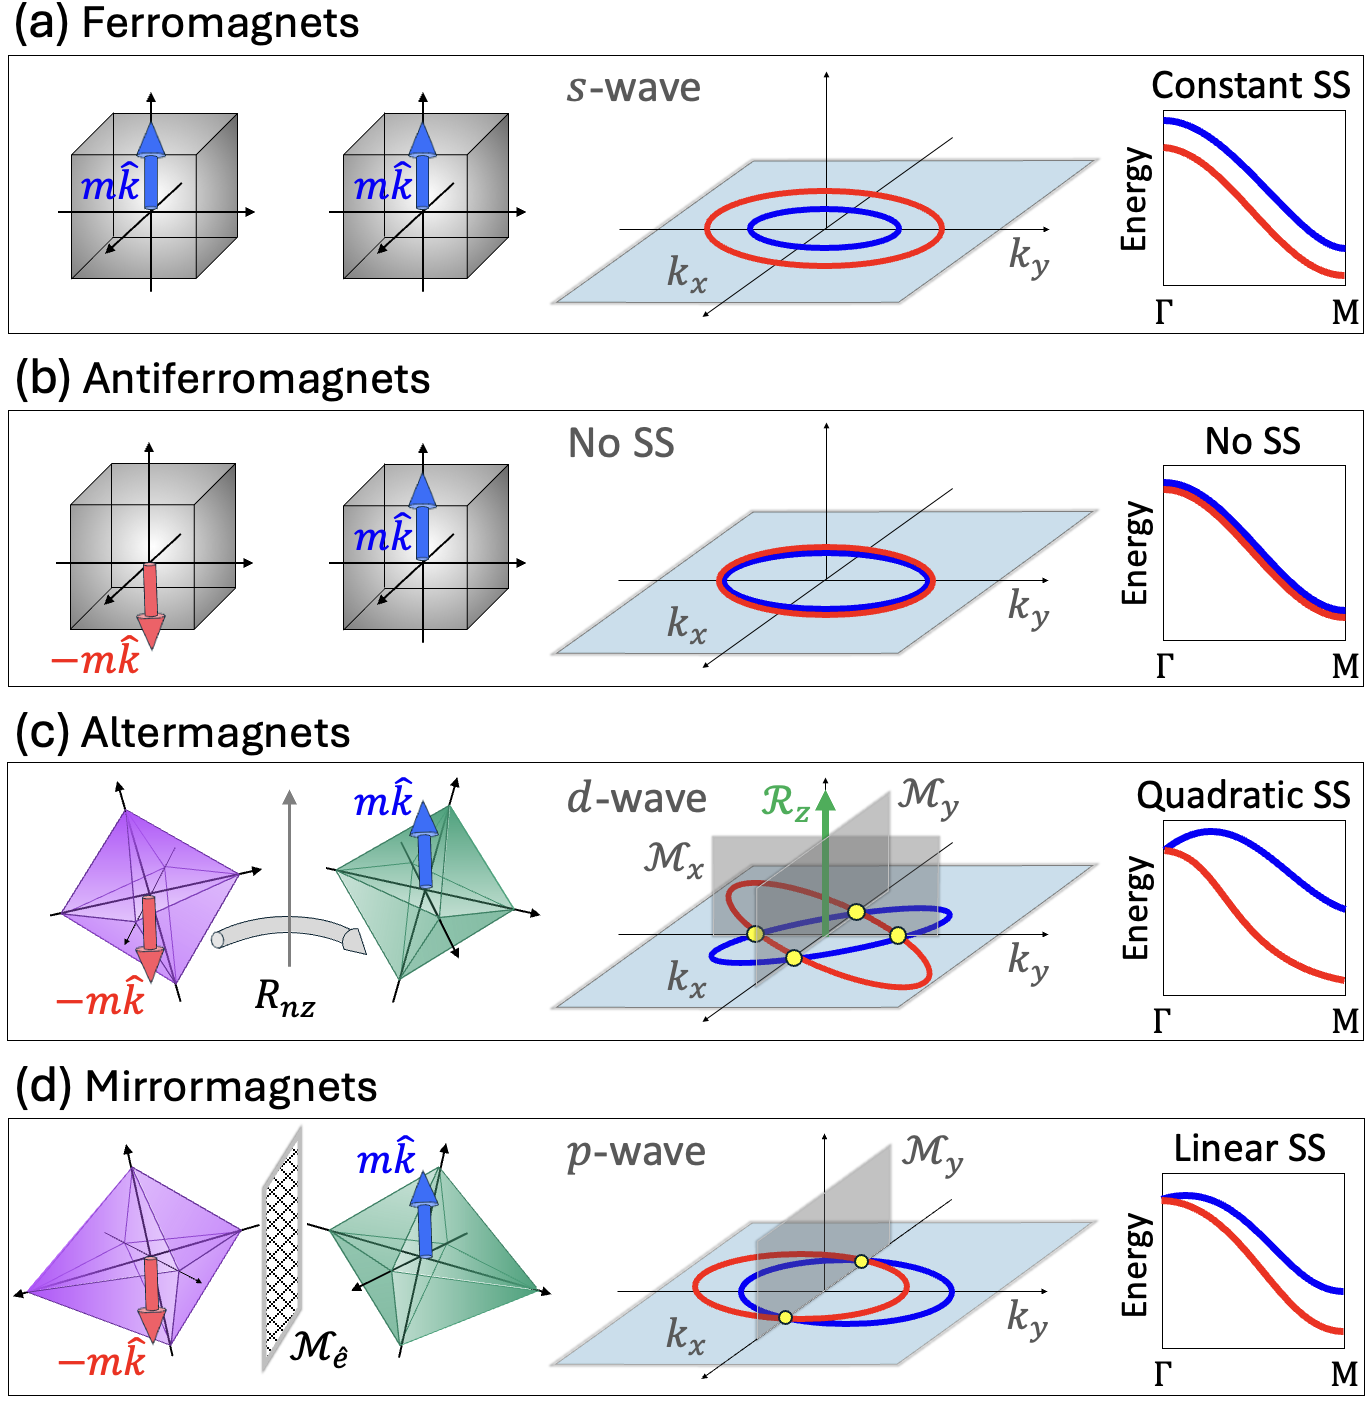 (a) Ferromagnets
s-wave
Constant SS
mk̂
mk̂
Energy
k_x
k_y
Γ
M
(b) Antiferromagnets
No SS
No SS
mk̂
Energy
k_x
k_y
−mk̂
Γ
M
(c) Altermagnets
mk̂
d-wave
ℛ_z
ℳ_y
Quadratic SS
ℳ_x
Energy
k_x
k_y
−mk̂
R_nz
Γ
M
(d) Mirrormagnets
mk̂
p-wave
ℳ_y
Linear SS
Energy
k_x
k_y
−mk̂
ℳ_ê
Γ
M